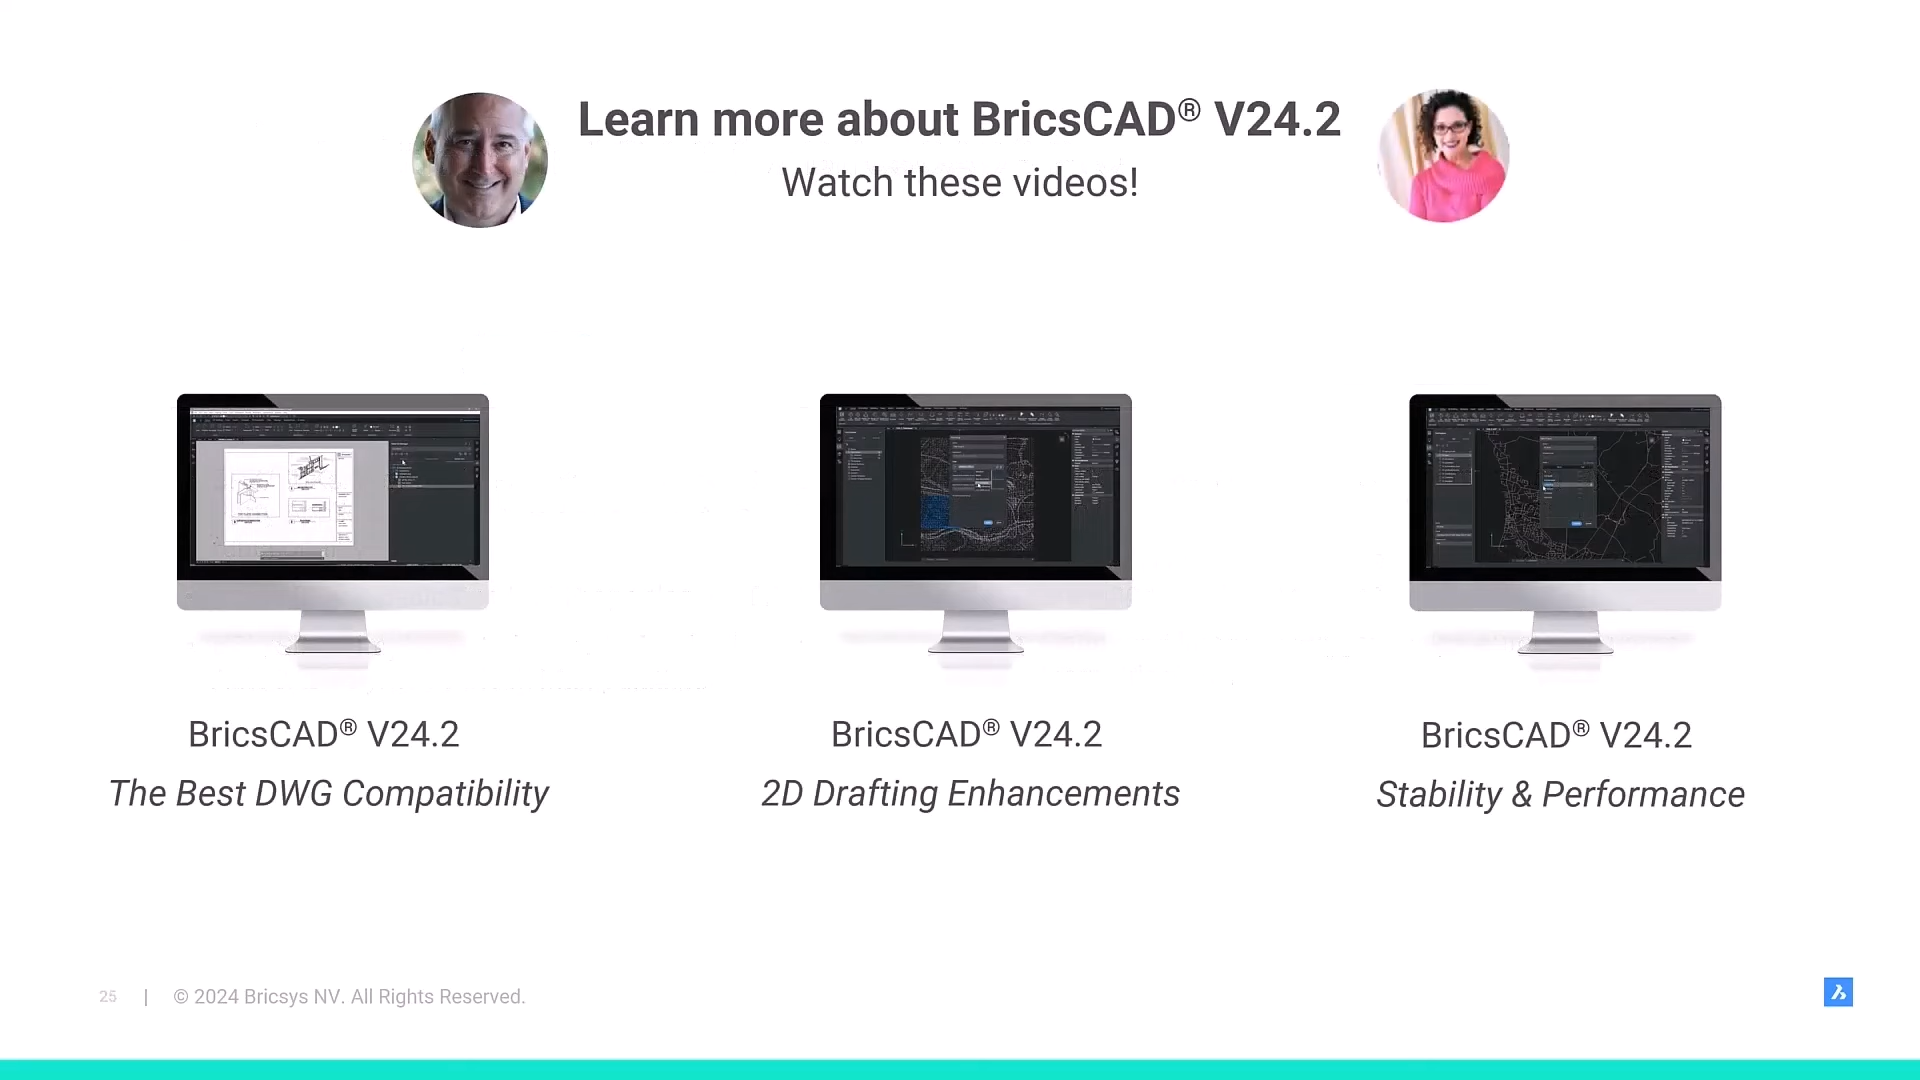 Learn more about BricsCAD® V24.2
Watch these videos!
BricsCAD® V24.2
The Best DWG Compatibility
BricsCAD® V24.2
2D Drafting Enhancements
BricsCAD® V24.2
Stability & Performance
25 | © 2024 Bricsys NV. All Rights Reserved.